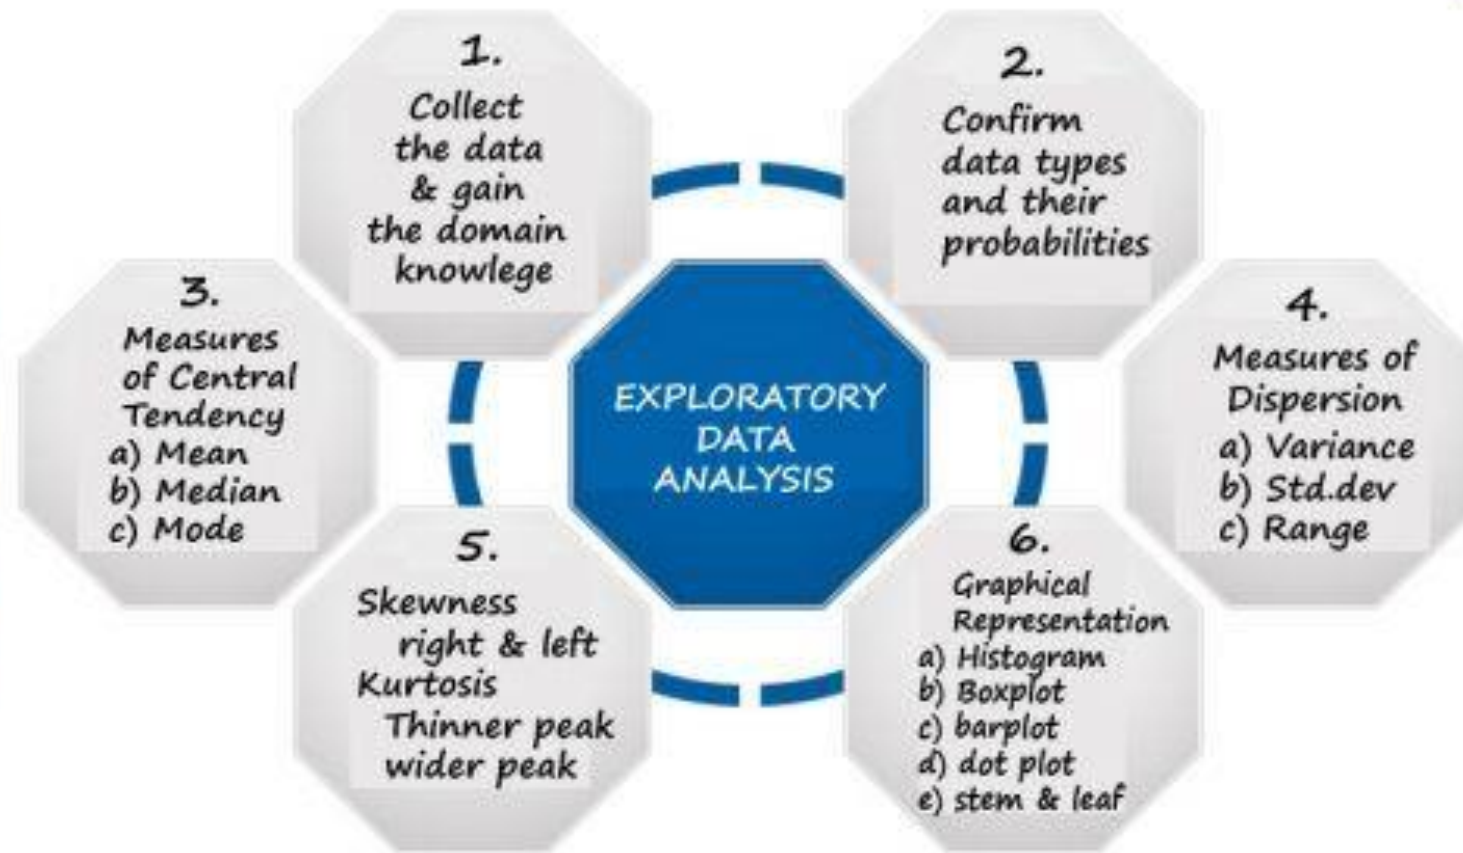 1.
Collect
the data
& gain
the domain
knowlege
2.
Confirm
data types
and their
probabilities
3.
Measures
of Central
Tendency
a) Mean
b) Median
c) Mode
EXPLORATORY
DATA
ANALYSIS
4.
Measures of
Dispersion
a) Variance
b) Std.dev
c) Range
5.
Skewness
right & left
Kurtosis
Thinner peak
wider peak
6.
Graphical
Representation
a) Histogram
b) Boxplot
c) barplot
d) dot plot
e) stem & leaf